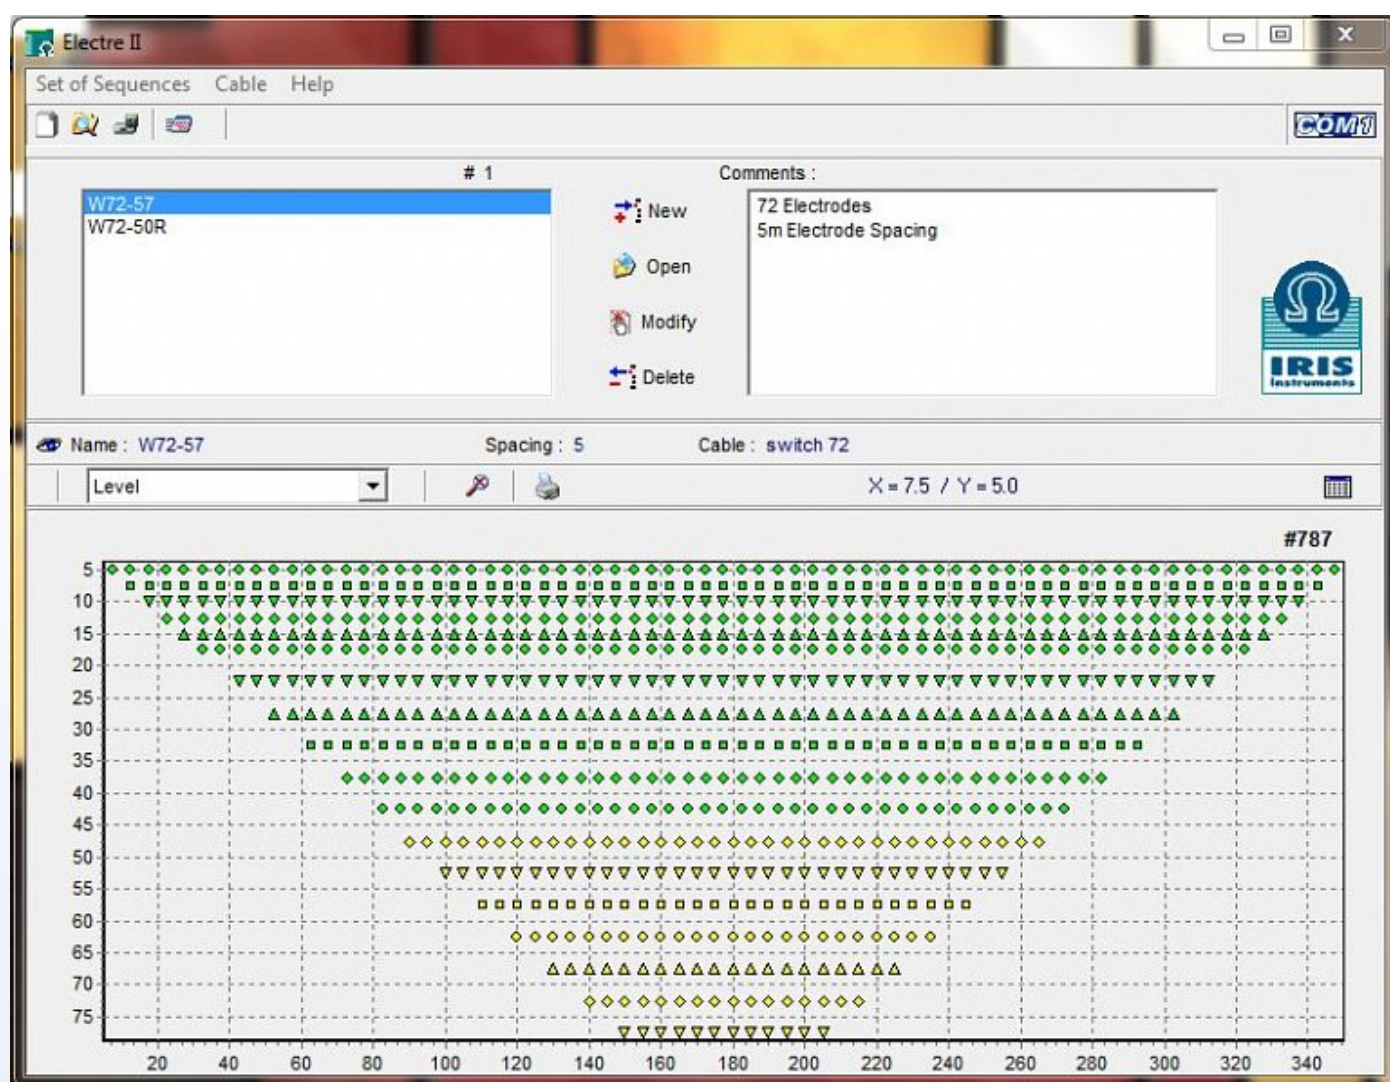 Electre II
Set of Sequences Cable Help
COM1
# 1 Comments :
W72-57
W72-50R
New
Open
Modify
Delete
72 Electrodes
5m Electrode Spacing
Ω
IRIS
Instruments
Name : W72-57 Spacing : 5 Cable : switch 72
Level X = 7.5 / Y = 5.0
#787
5
10
15
20
25
30
35
40
45
50
55
60
65
70
75
20 40 60 80 100 120 140 160 180 200 220 240 260 280 300 320 340